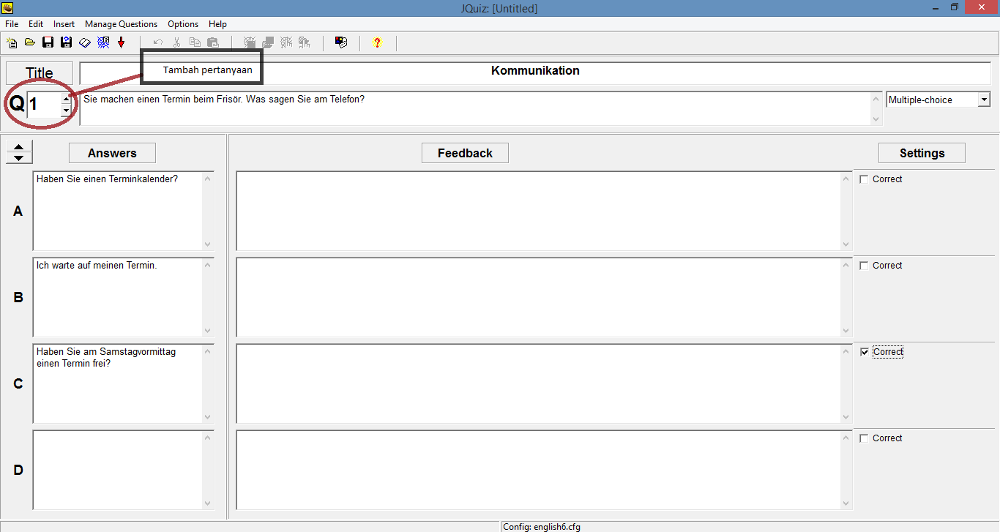 JQuiz: [Untitled]
File Edit Insert Manage Questions Options Help
Title
Tambah pertanyaan
Kommunikation
Q 1
Sie machen einen Termin beim Frisör. Was sagen Sie am Telefon?
Multiple-choice
Answers
Feedback
Settings
A
Haben Sie einen Terminkalender?
Correct
B
Ich warte auf meinen Termin.
Correct
C
Haben Sie am Samstagvormittag
einen Termin frei?
Correct
D
Correct
Config: english6.cfg